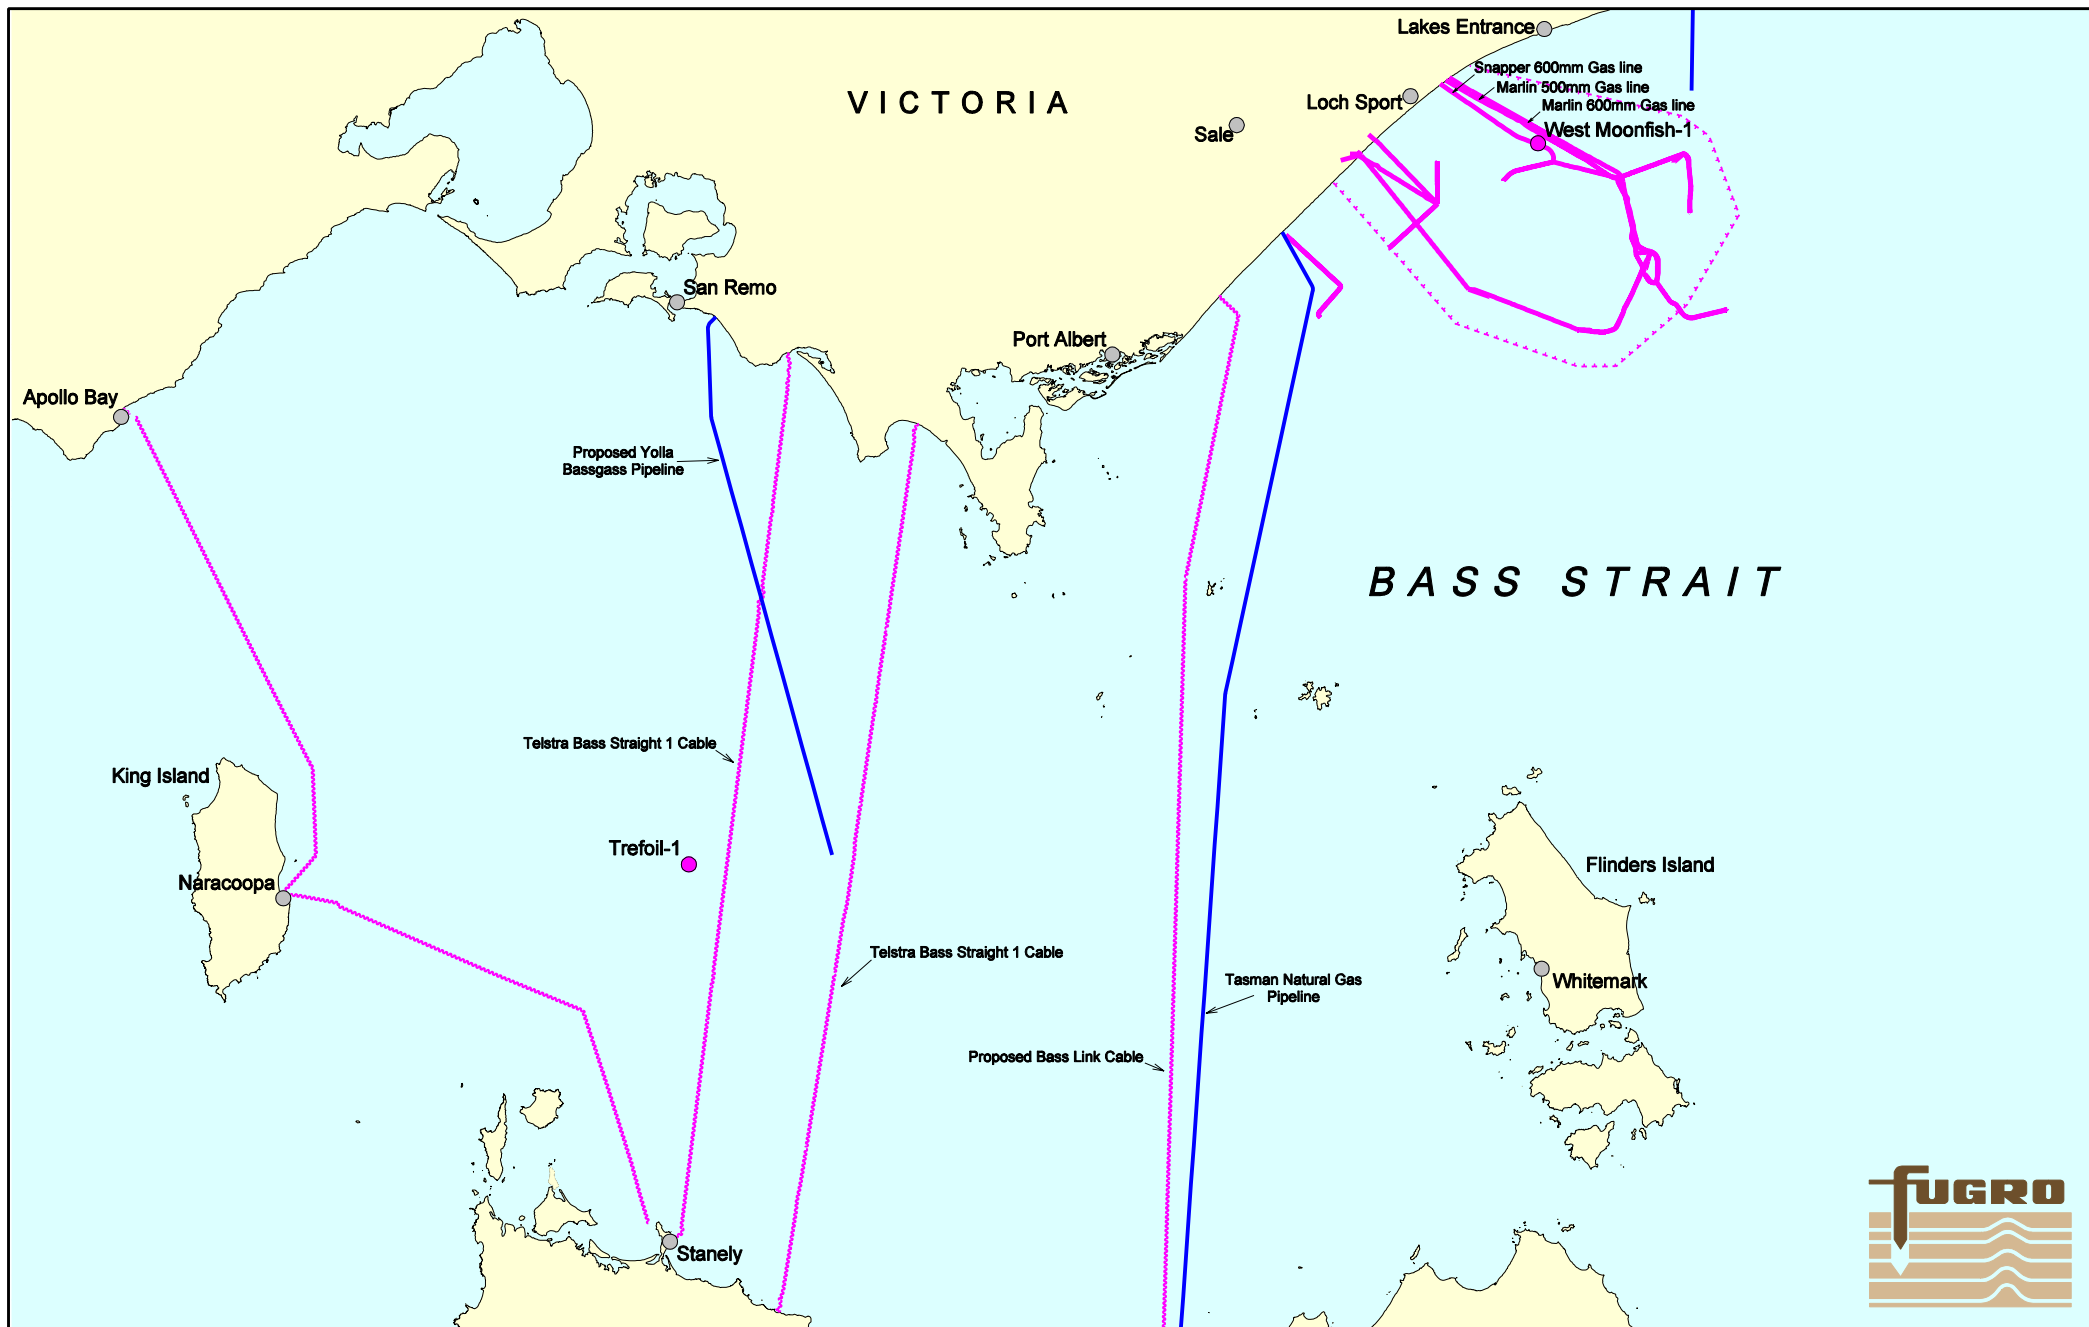 Lakes Entrance
VICTORIA
Snapper 600mm Gas line
Marlin 500mm Gas line
Loch Sport
Marlin 600mm Gas line
Sale
West Moonfish-1
San Remo
Port Albert
Apollo Bay
Proposed Yolla
Bassgass Pipeline
BASS STRAIT
Telstra Bass Straight 1 Cable
King Island
Trefoil-1
Flinders Island
Naracoopa
Telstra Bass Straight 1 Cable
Whitemark
Tasman Natural Gas
Pipeline
Proposed Bass Link Cable
fUGRO
Stanely